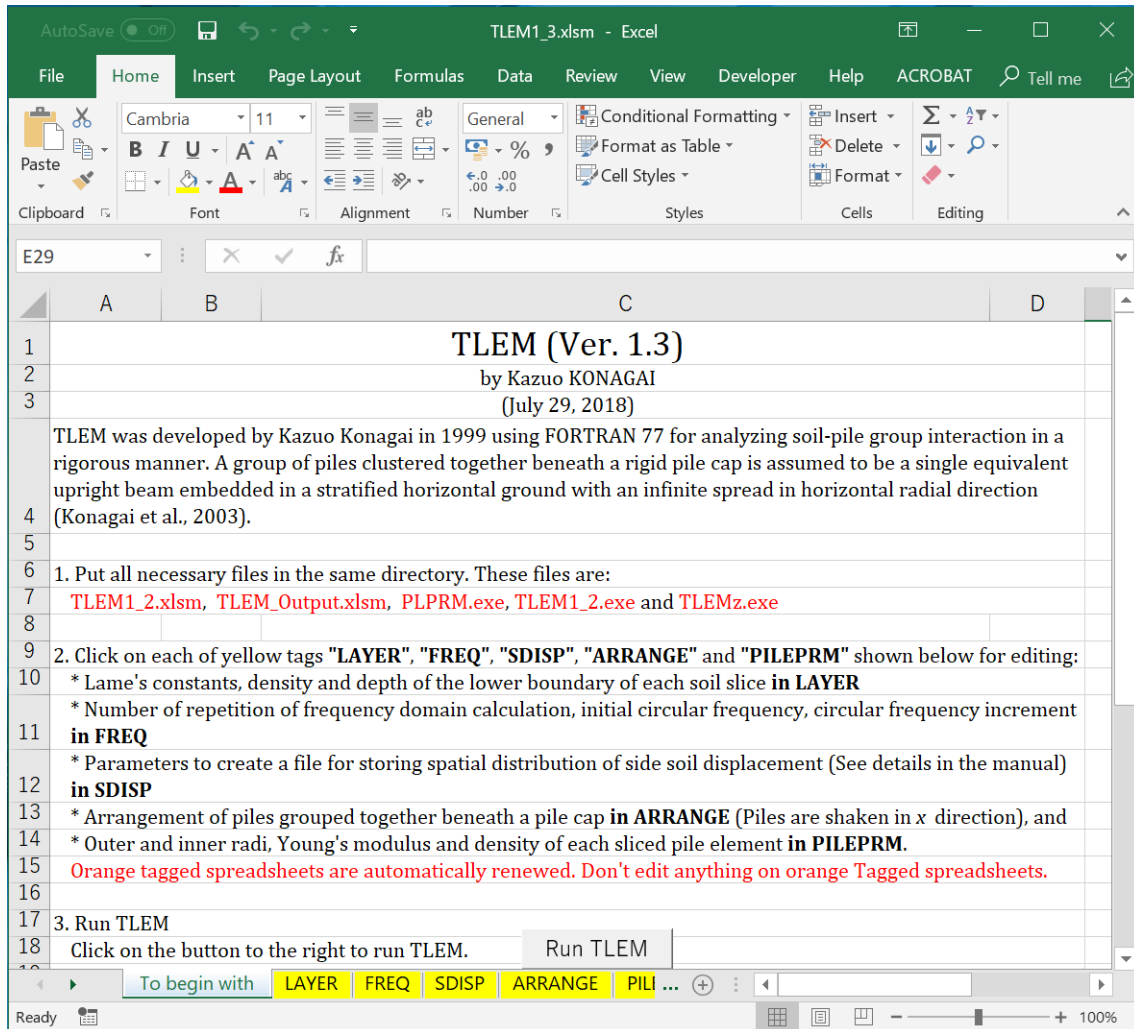 AutoSave Off TLEM1_3.xlsm - Excel
File Home Insert Page Layout Formulas Data Review View Developer Help ACROBAT Tell me
Paste
Cambria 11
B I U A A
abc A
ab c
General
% ,
.0 .00
.00 .0
Conditional Formatting
Format as Table
Cell Styles
Insert
Delete
Format
Σ A Z
Clipboard Font Alignment Number Styles Cells Editing
E29 fx
A B C D
1 TLEM (Ver. 1.3)
2 by Kazuo KONAGAI
3 (July 29, 2018)
TLEM was developed by Kazuo Konagai in 1999 using FORTRAN 77 for analyzing soil-pile group interaction in a
rigorous manner. A group of piles clustered together beneath a rigid pile cap is assumed to be a single equivalent
upright beam embedded in a stratified horizontal ground with an infinite spread in horizontal radial direction
4 (Konagai et al., 2003).
5
6 1. Put all necessary files in the same directory. These files are:
7 TLEM1_2.xlsm, TLEM_Output.xlsm, PLPRM.exe, TLEM1_2.exe and TLEMz.exe
8
9 2. Click on each of yellow tags "LAYER", "FREQ", "SDISP", "ARRANGE" and "PILEPRM" shown below for editing:
10 * Lame's constants, density and depth of the lower boundary of each soil slice in LAYER
* Number of repetition of frequency domain calculation, initial circular frequency, circular frequency increment
11 in FREQ
* Parameters to create a file for storing spatial distribution of side soil displacement (See details in the manual)
12 in SDISP
13 * Arrangement of piles grouped together beneath a pile cap in ARRANGE (Piles are shaken in x direction), and
14 * Outer and inner radi, Young's modulus and density of each sliced pile element in PILEPRM.
15 Orange tagged spreadsheets are automatically renewed. Don't edit anything on orange Tagged spreadsheets.
16
17 3. Run TLEM
18 Click on the button to the right to run TLEM. Run TLEM
To begin with LAYER FREQ SDISP ARRANGE PILE ...
Ready 100%